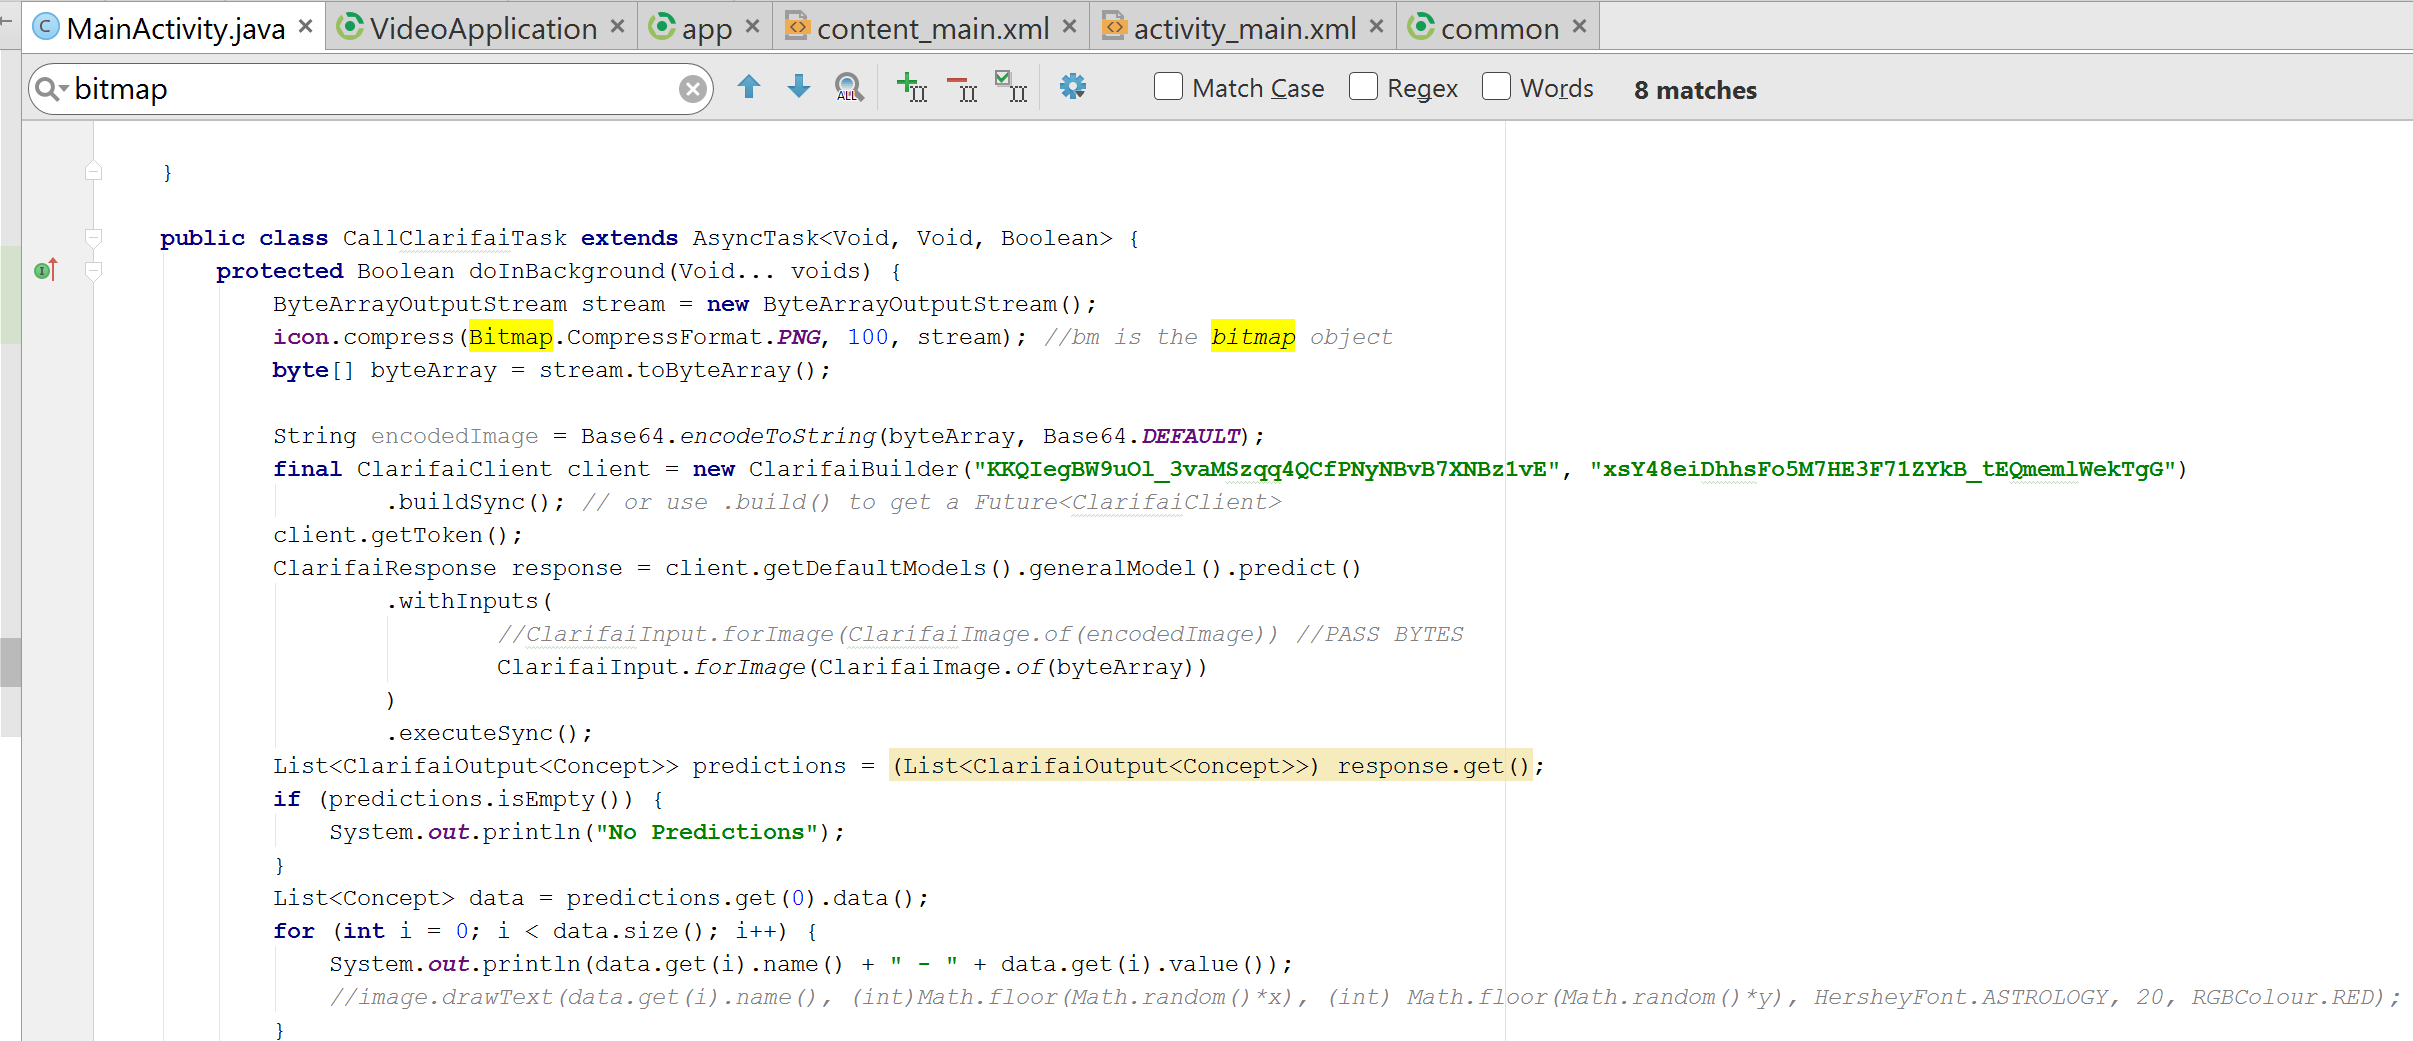 MainActivity.java × VideoApplication × app × content_main.xml × activity_main.xml × common ×
bitmap Match Case Regex Words 8 matches
}
public class CallClarifaiTask extends AsyncTask<Void, Void, Boolean> {
protected Boolean doInBackground(Void... voids) {
ByteArrayOutputStream stream = new ByteArrayOutputStream();
icon.compress(Bitmap.CompressFormat.PNG, 100, stream); //bm is the bitmap object
byte[] byteArray = stream.toByteArray();
String encodedImage = Base64.encodeToString(byteArray, Base64.DEFAULT);
final ClarifaiClient client = new ClarifaiBuilder("KKQIegBW9uOl_3vaMSzqq4QCfPNyNBvB7XNBz1vE", "xsY48eiDhhsFo5M7HE3F71ZYkB_tEQmemlWekTgG")
.buildSync(); // or use .build() to get a Future<ClarifaiClient>
client.getToken();
ClarifaiResponse response = client.getDefaultModels().generalModel().predict()
.withInputs(
//ClarifaiInput.forImage(ClarifaiImage.of(encodedImage)) //PASS BYTES
ClarifaiInput.forImage(ClarifaiImage.of(byteArray))
)
.executeSync();
List<ClarifaiOutput<Concept>> predictions = (List<ClarifaiOutput<Concept>>) response.get();
if (predictions.isEmpty()) {
System.out.println("No Predictions");
}
List<Concept> data = predictions.get(0).data();
for (int i = 0; i < data.size(); i++) {
System.out.println(data.get(i).name() + " - " + data.get(i).value());
//image.drawText(data.get(i).name(), (int)Math.floor(Math.random()*x), (int) Math.floor(Math.random()*y), HersheyFont.ASTROLOGY, 20, RGBColour.RED);
}